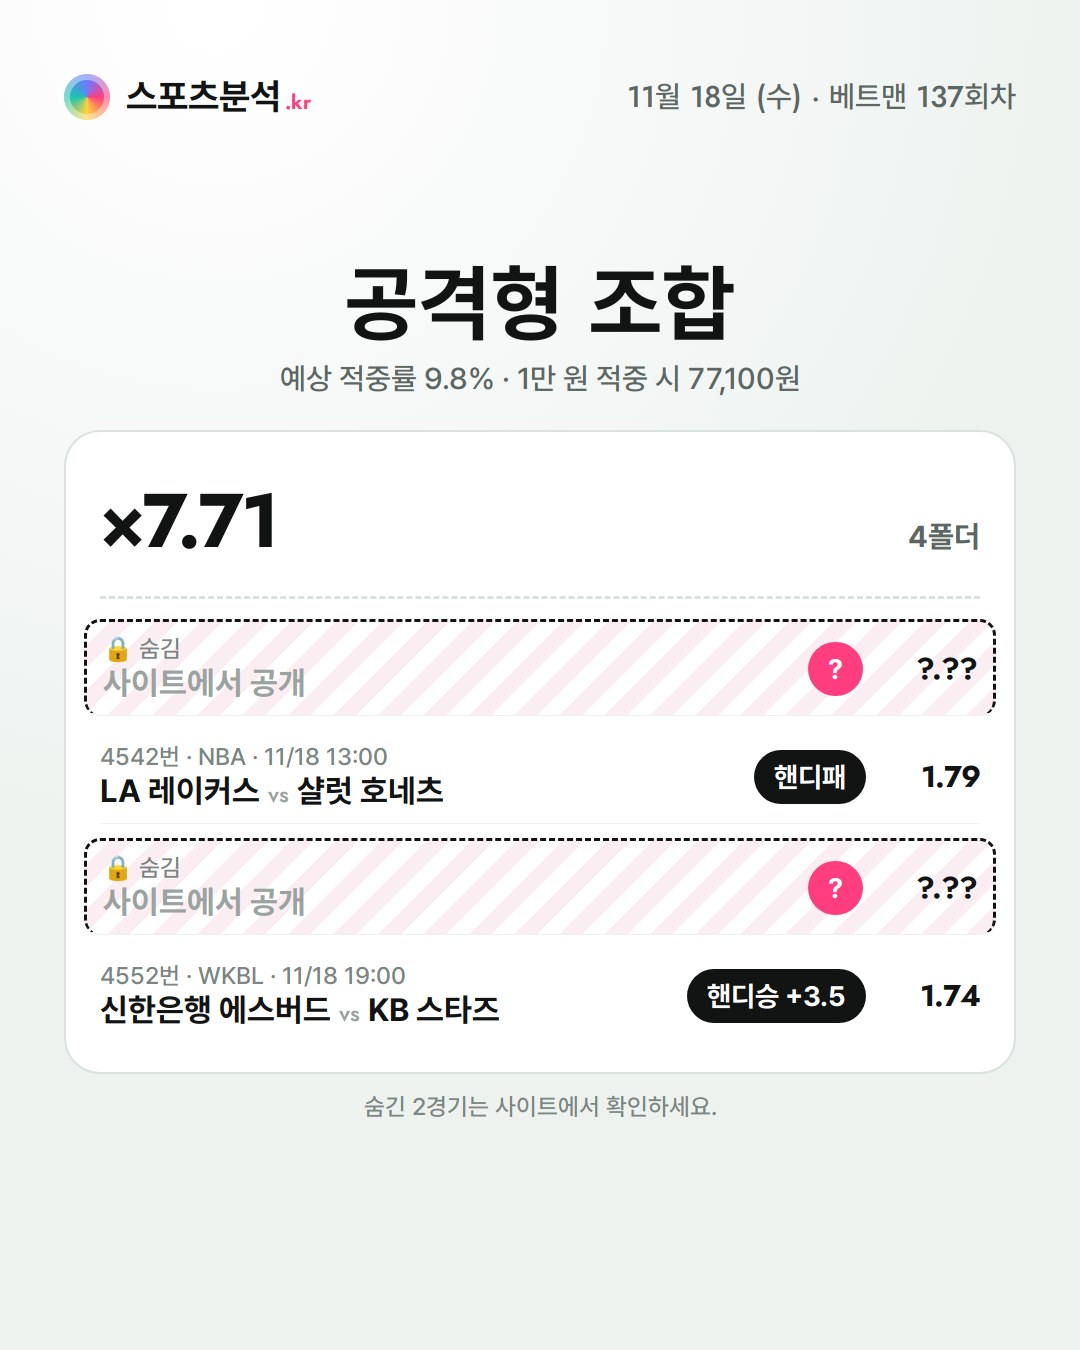 스포츠분석.kr
11월 18일 (수) · 베트맨 137회차
공격형 조합
예상 적중률 9.8% · 1만 원 적중 시 77,100원
×7.71
4폴더
🔒 숨김
사이트에서 공개
?
?.??
4542번 · NBA · 11/18 13:00
LA 레이커스 vs 샬럿 호네츠
핸디패
1.79
🔒 숨김
사이트에서 공개
?
?.??
4552번 · WKBL · 11/18 19:00
신한은행 에스버드 vs KB 스타즈
핸디승 +3.5
1.74
숨긴 2경기는 사이트에서 확인하세요.